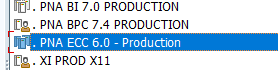 . PNA BI 7.0 PRODUCTION
. PNA BPC 7.4 PRODUCTION
. PNA ECC 6.0 - Production
. XI PROD X11